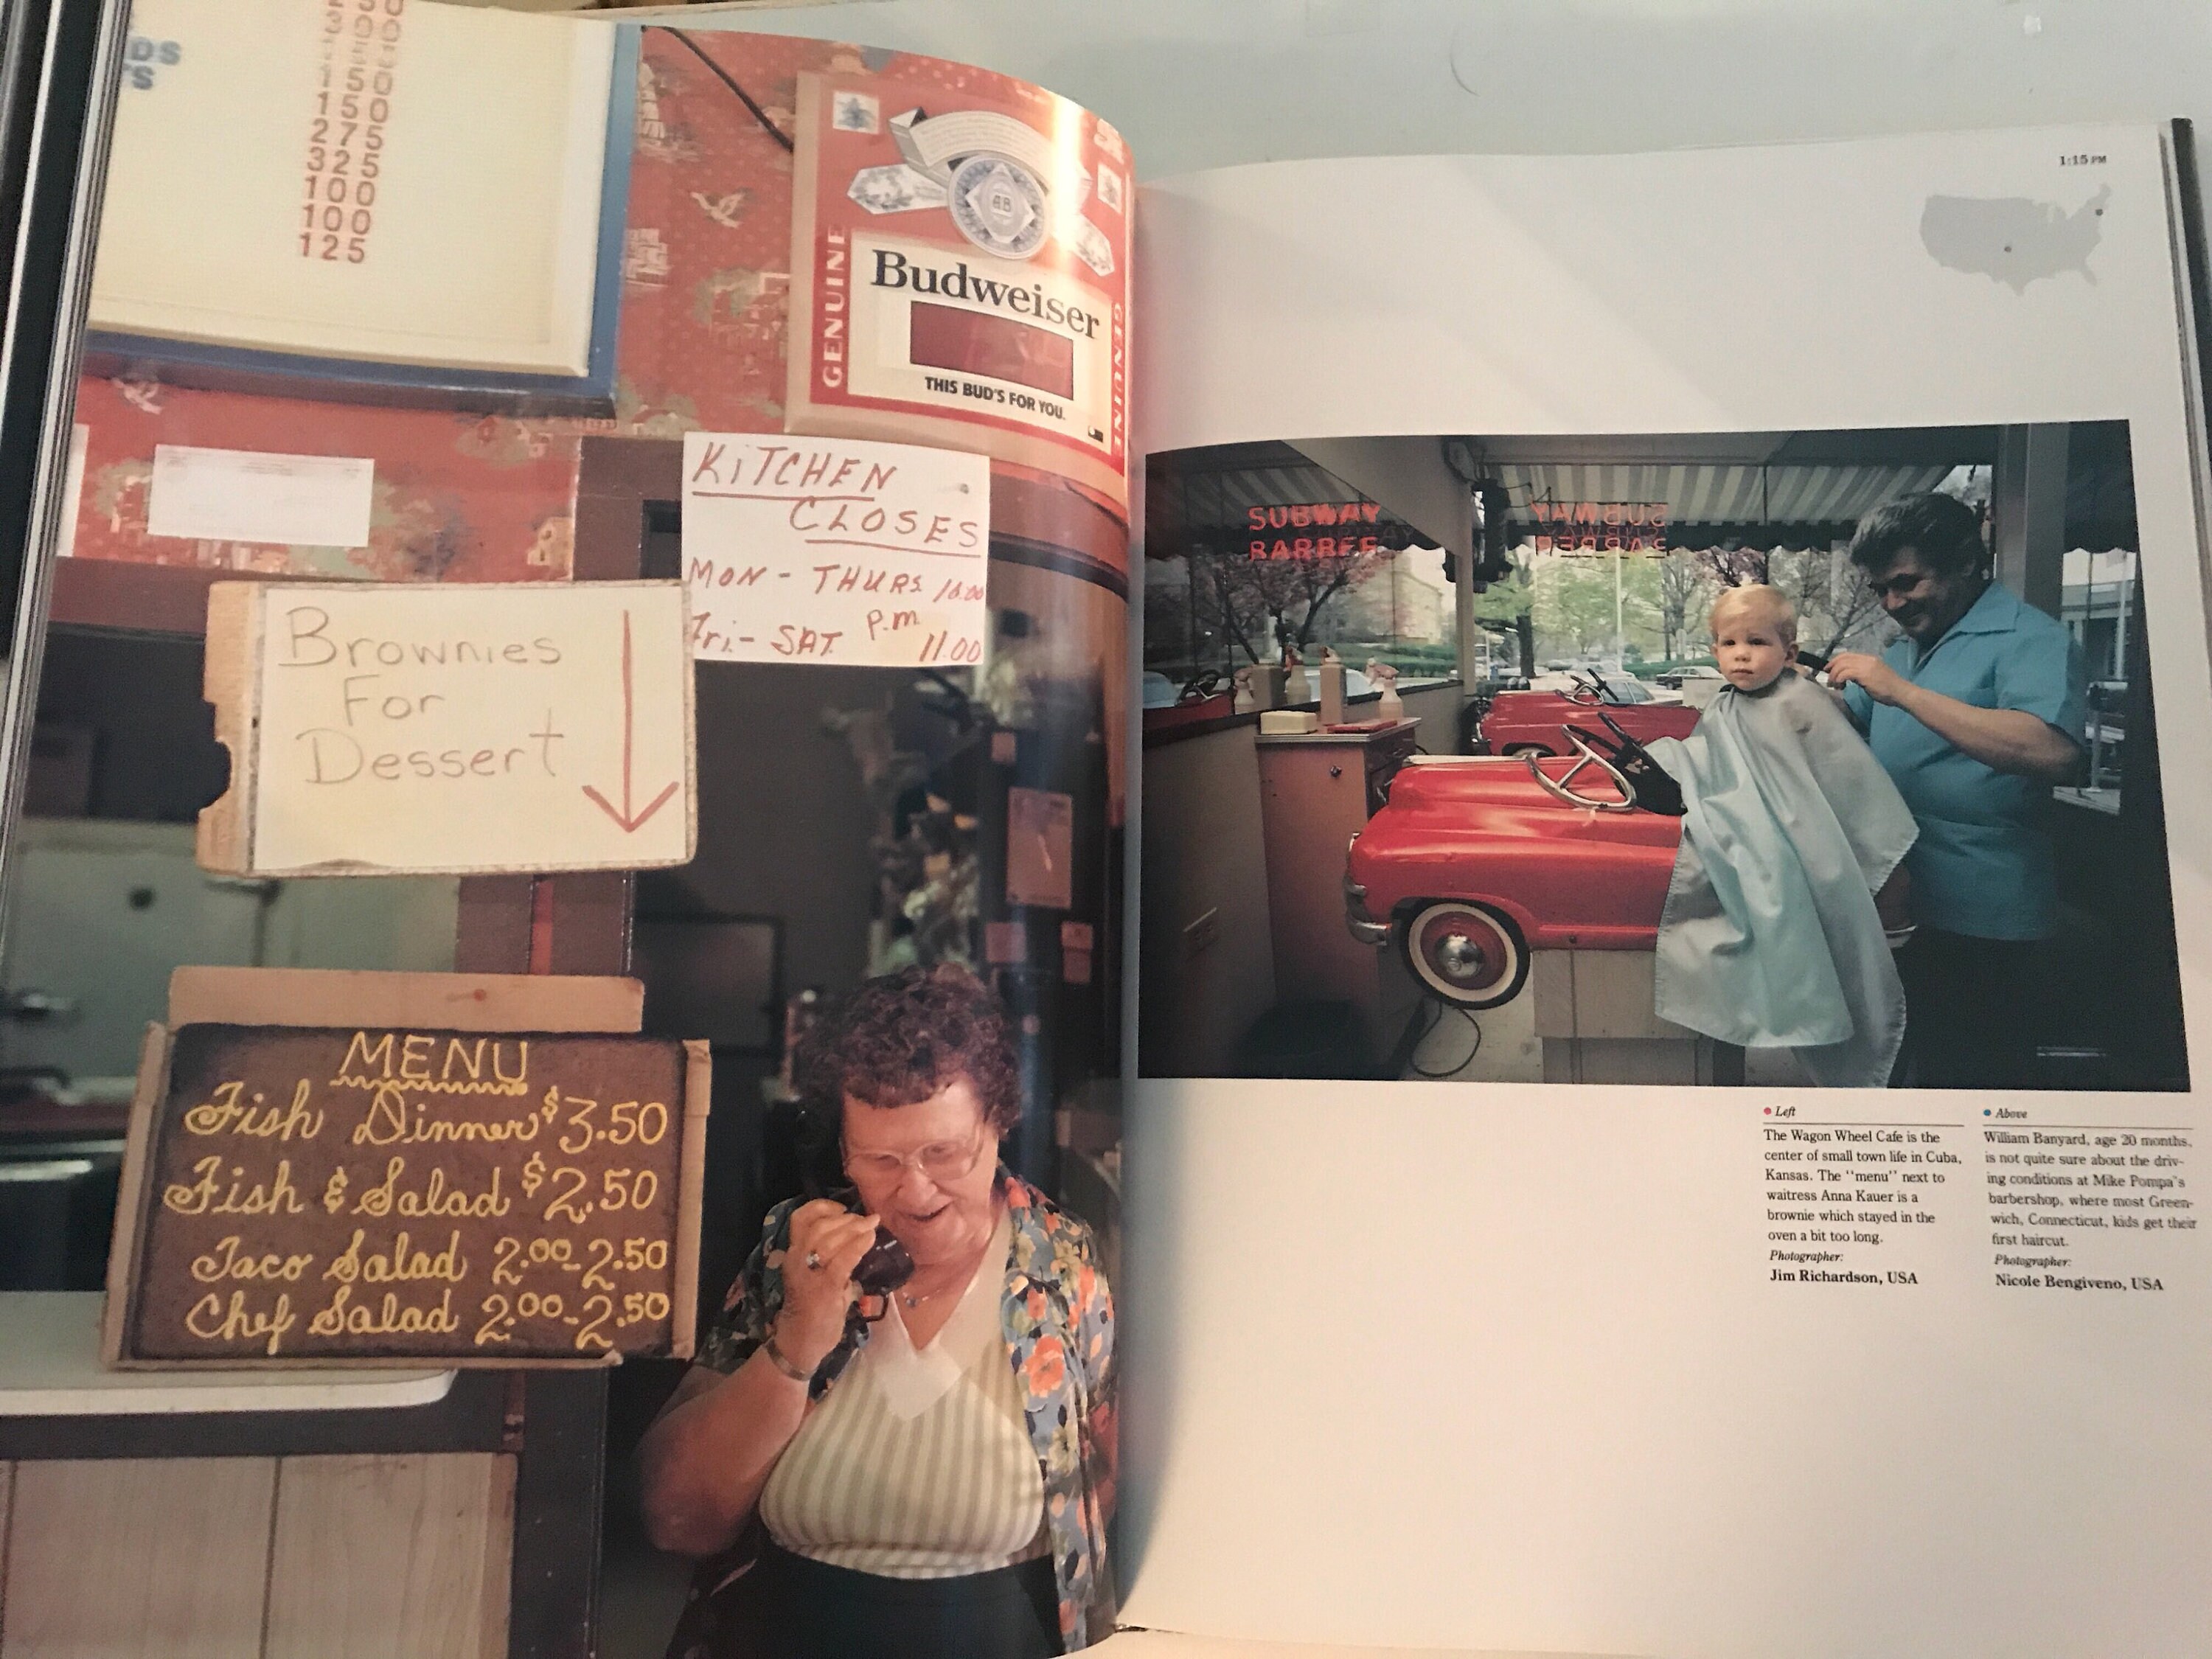 DS
S
50
150
275
325
100
100
125
GENUINE
Budweiser
THIS BUD'S FOR YOU.
GENUINE
KiTCHEN
CLOSES
MON - THURS 10:00
P.M.
Fri- SAT. 11.00
Brownies
For
Dessert
MENU
Fish Dinner $3.50
Fish & Salad $2.50
Taco Salad 2.00-2.50
Chef Salad 2.00-2.50
1:15 PM
SUBWAY
BARBER
SUBWAY
BARBER
Left
The Wagon Wheel Cafe is the
center of small town life in Cuba,
Kansas. The "menu" next to
waitress Anna Kauer is a
brownie which stayed in the
oven a bit too long.
Photographer:
Jim Richardson, USA
Above
William Banyard, age 20 months,
is not quite sure about the driv-
ing conditions at Mike Pompa's
barbershop, where most Green-
wich, Connecticut, kids get their
first haircut.
Photographer:
Nicole Bengiveno, USA